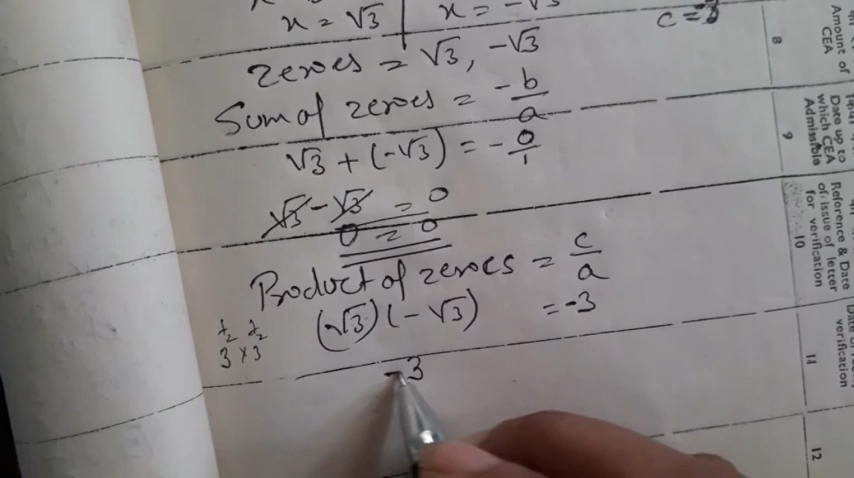 x = √3 | x = -√3
c = -3
zeroes = √3, -√3
Sum of zeroes = -b/a
√3 + (-√3) = -0/1
√3 - √3 = 0
0 = 0
Product of zeroes = c/a
(√3)(-√3) = -3
3^½ × 3^½
-3
Amount of
CEA
8
Date up to
which CEA
Admissible
9
Reference & Date
of issue of letter
for verification
10
verification
11
12